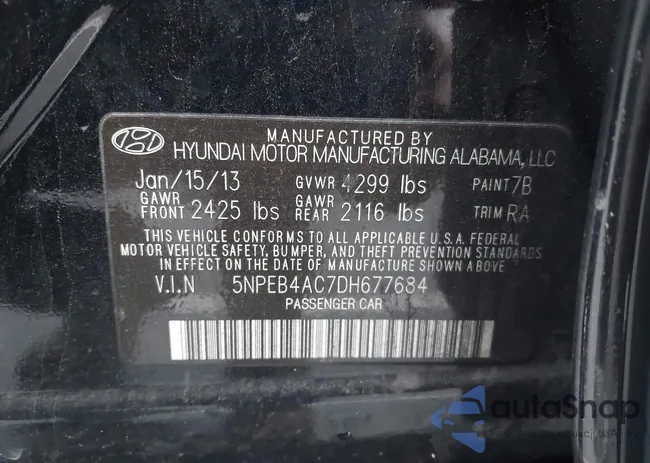 MANUFACTURED BY
HYUNDAI MOTOR MANUFACTURING ALABAMA, LLC
Jan/15/13 GVWR 4299 lbs PAINT 7B
GAWR FRONT 2425 lbs GAWR REAR 2116 lbs TRIM RA
THIS VEHICLE CONFORMS TO ALL APPLICABLE U.S.A. FEDERAL
MOTOR VEHICLE SAFETY, BUMPER, AND THEFT PREVENTION STANDARDS
IN EFFECT ON THE DATE OF MANUFACTURE SHOWN ABOVE
V.I.N 5NPEB4AC7DH677684
PASSENGER CAR
autoSnap